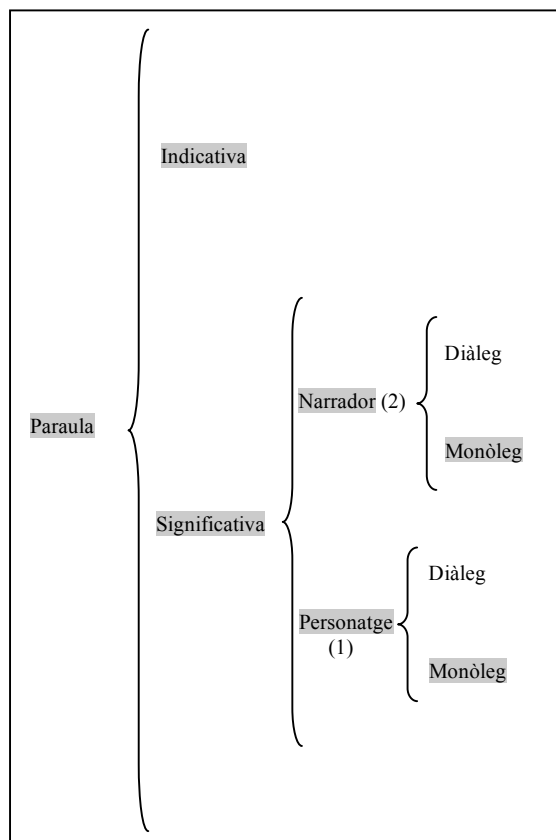 Indicativa
Diàleg
Narrador (2)
Paraula
Monòleg
Significativa
Diàleg
Personatge
(1)
Monòleg